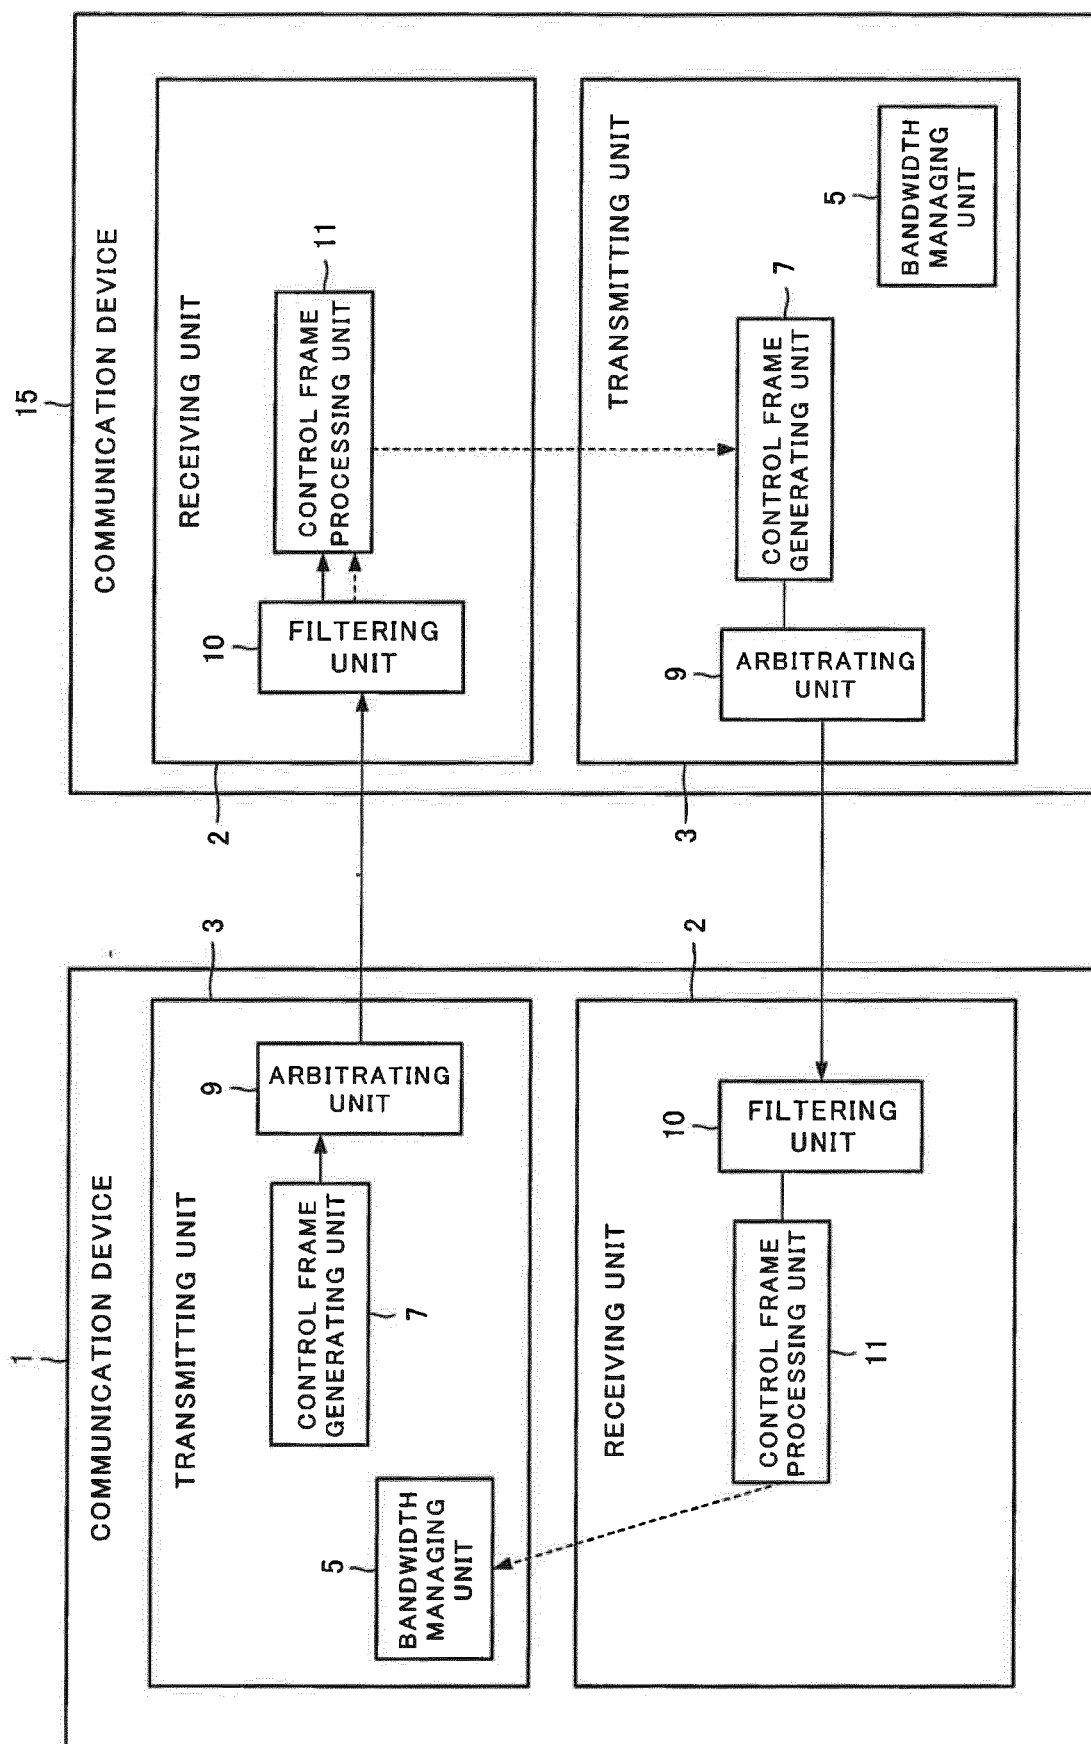 1
COMMUNICATION DEVICE
TRANSMITTING UNIT
3
5
BANDWIDTH
MANAGING
UNIT
CONTROL FRAME
GENERATING UNIT
7
9
ARBITRATING
UNIT
RECEIVING UNIT
2
CONTROL FRAME
PROCESSING UNIT
11
10
FILTERING
UNIT
15
COMMUNICATION DEVICE
2
RECEIVING UNIT
10
FILTERING
UNIT
CONTROL FRAME
PROCESSING UNIT
11
3
TRANSMITTING UNIT
9
ARBITRATING
UNIT
CONTROL FRAME
GENERATING UNIT
7
5
BANDWIDTH
MANAGING
UNIT